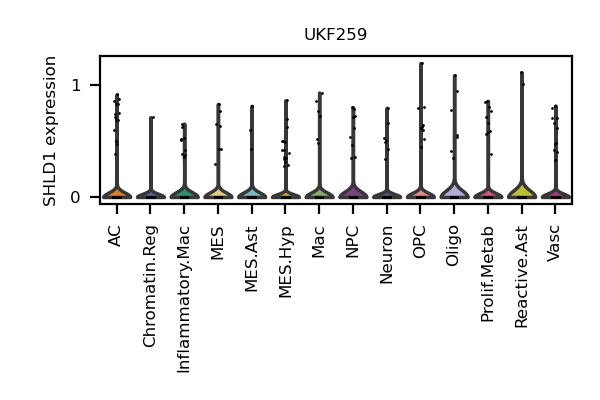 UKF259
SHLD1 expression
1
0
AC
Chromatin.Reg
Inflammatory.Mac
MES
MES.Ast
MES.Hyp
Mac
NPC
Neuron
OPC
Oligo
Prolif.Metab
Reactive.Ast
Vasc